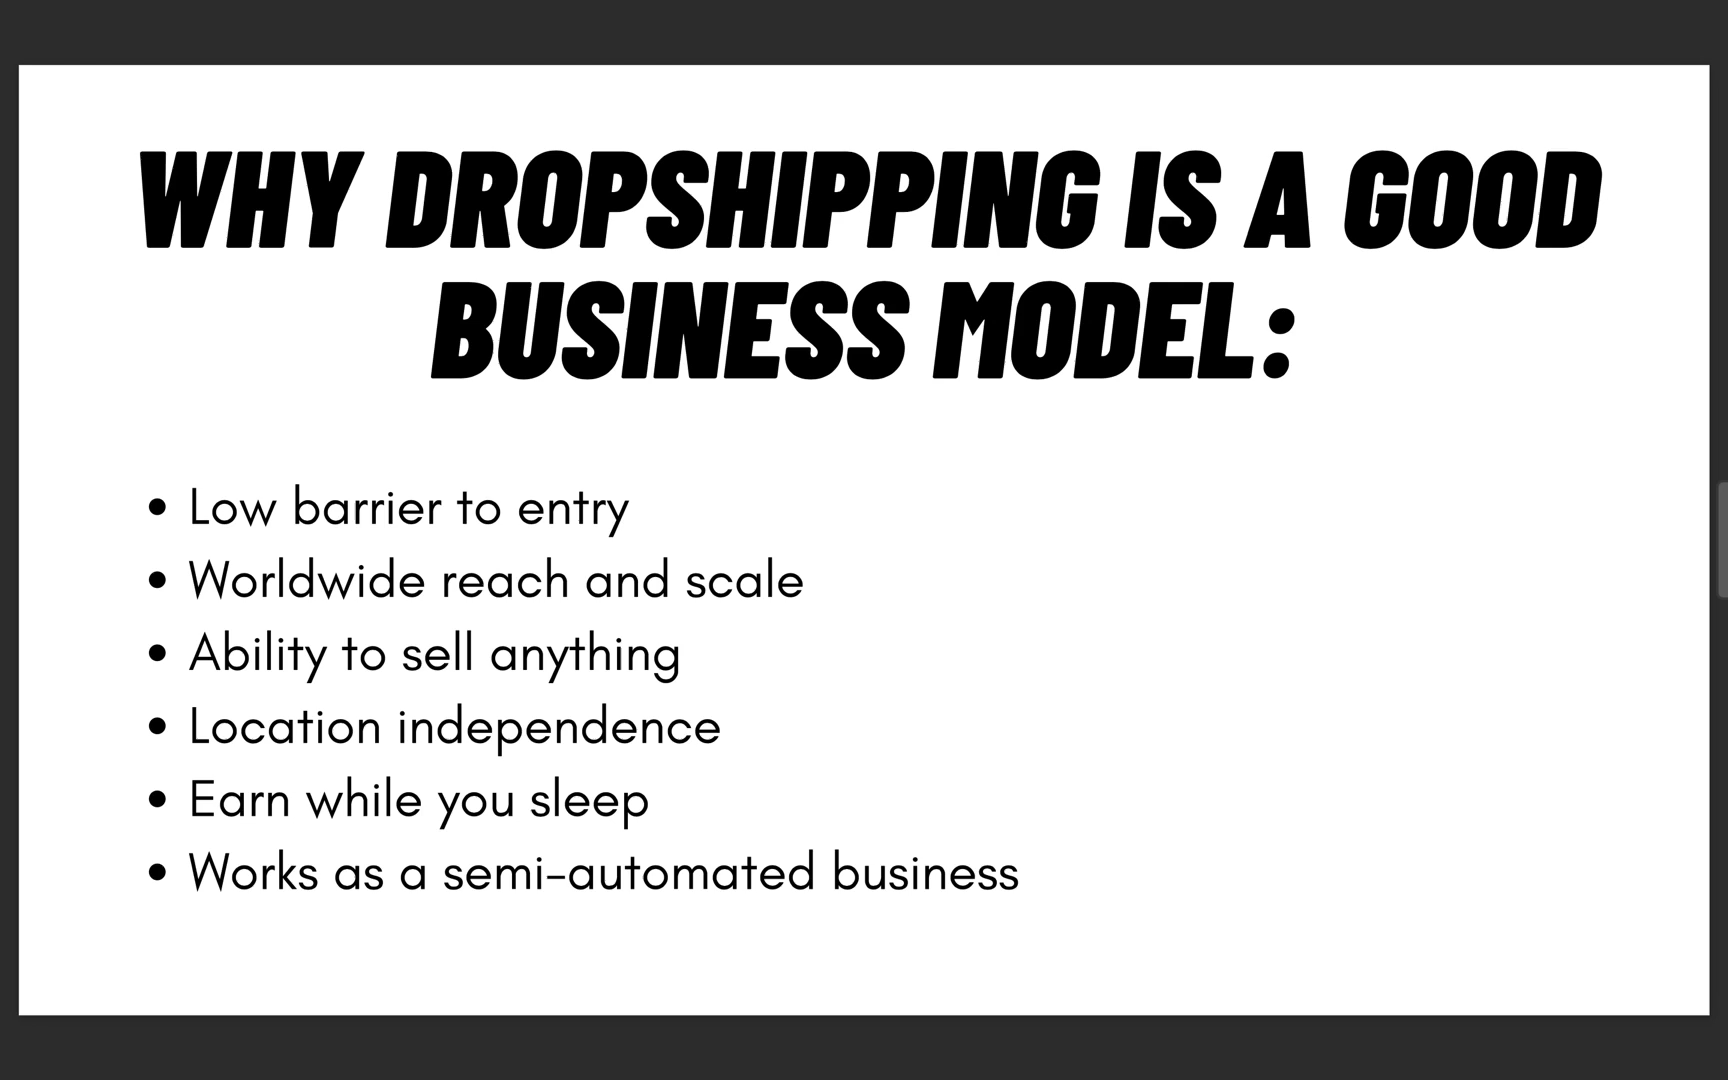 WHY DROPSHIPPING IS A GOOD
BUSINESS MODEL:
• Low barrier to entry
• Worldwide reach and scale
• Ability to sell anything
• Location independence
• Earn while you sleep
• Works as a semi-automated business